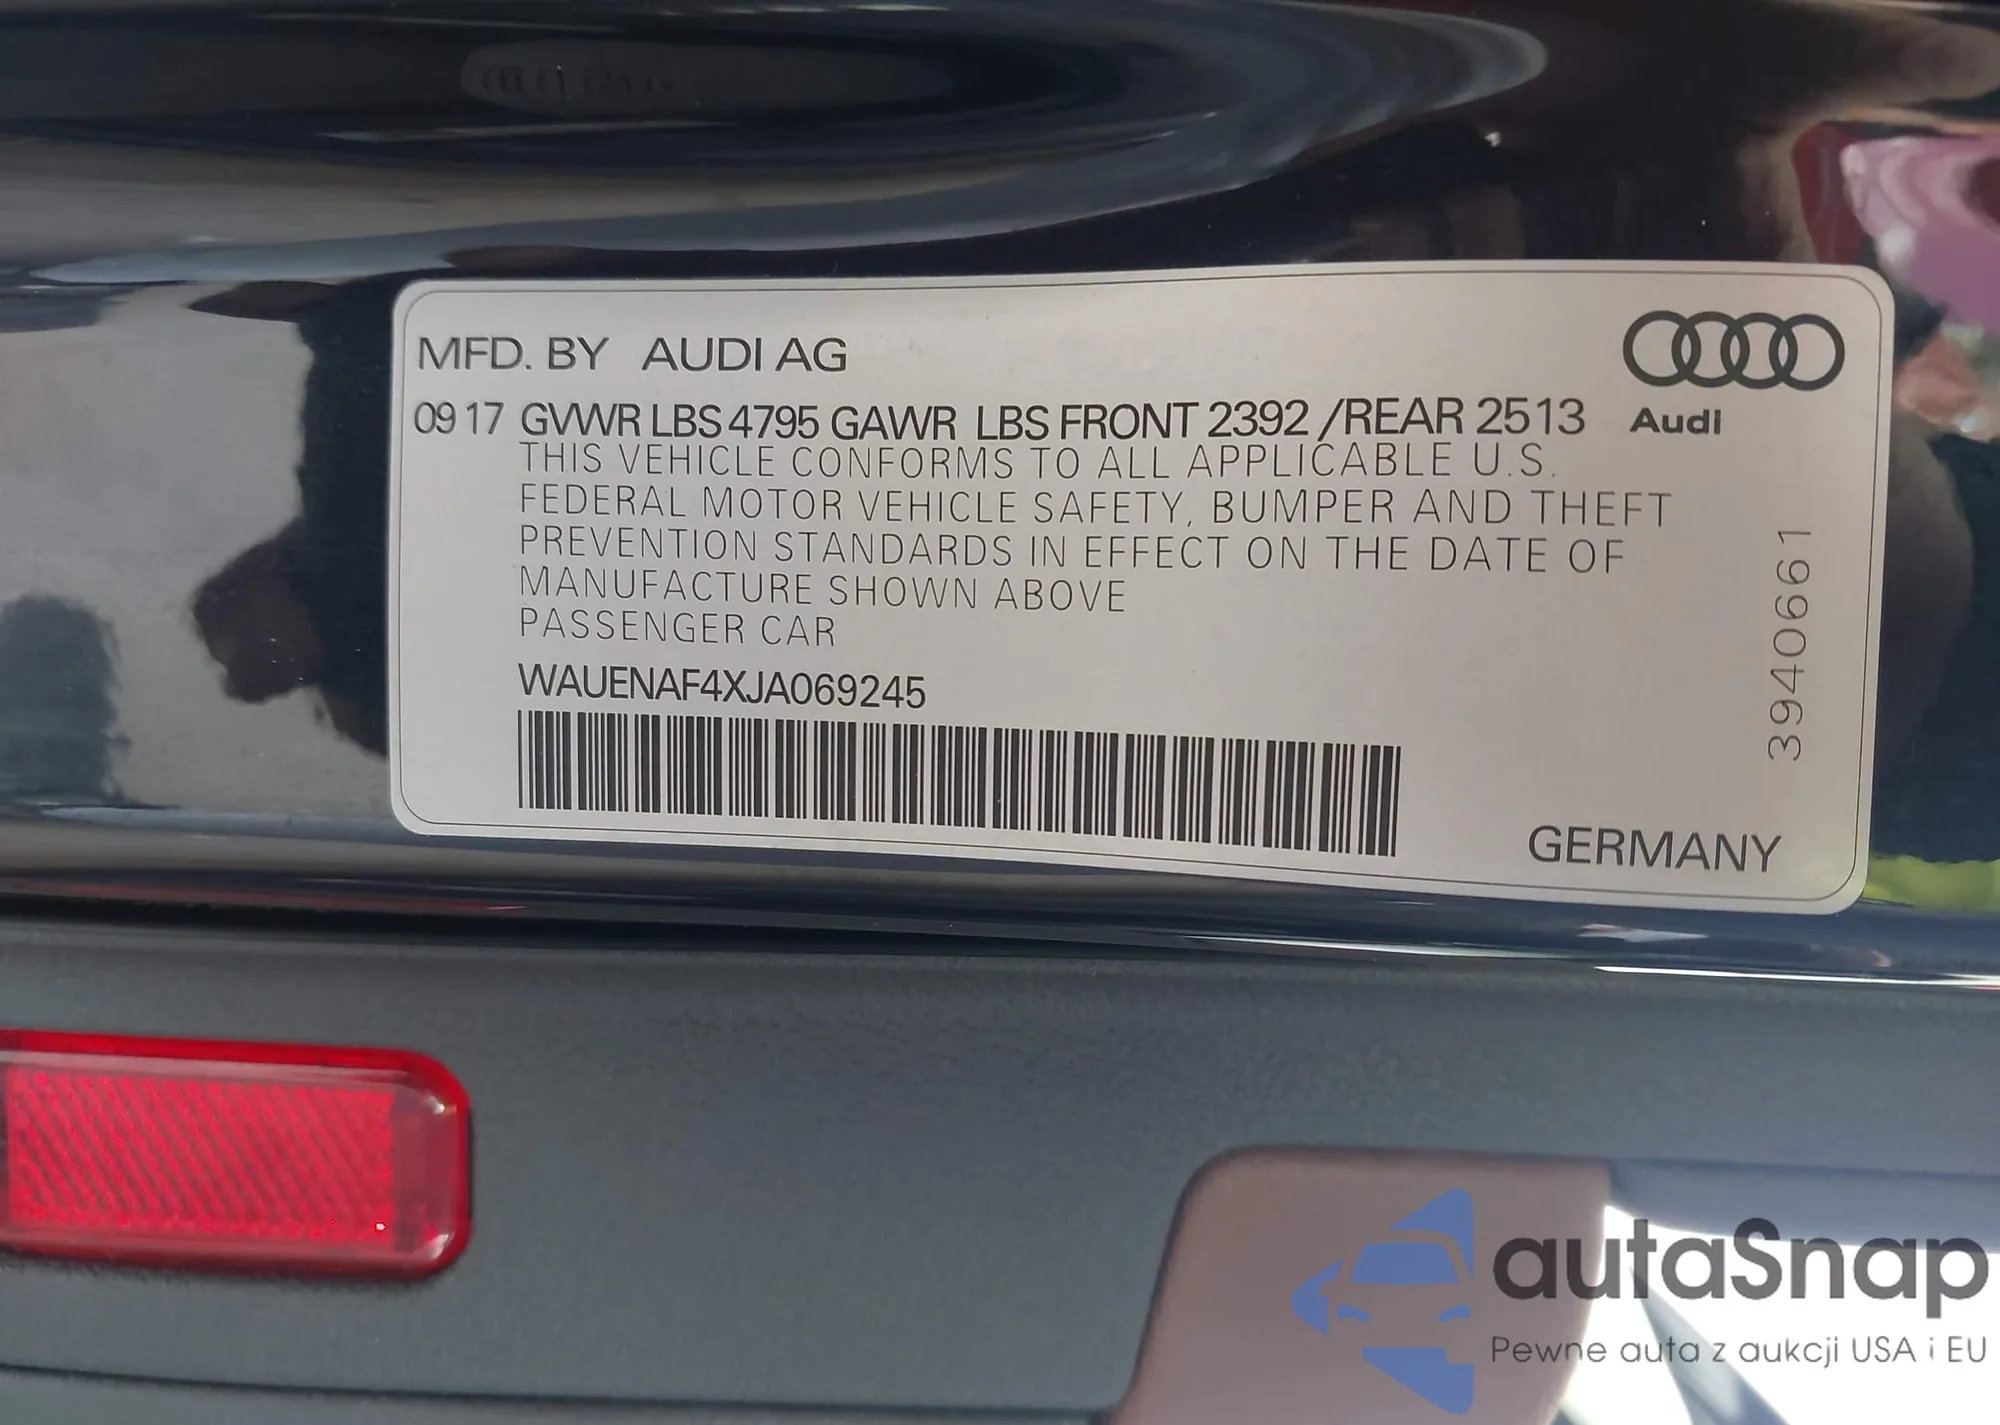 MFD. BY AUDI AG
09 17 GVWR LBS 4795 GAWR LBS FRONT 2392 /REAR 2513
Audi
THIS VEHICLE CONFORMS TO ALL APPLICABLE U.S.
FEDERAL MOTOR VEHICLE SAFETY, BUMPER AND THEFT
PREVENTION STANDARDS IN EFFECT ON THE DATE OF
MANUFACTURE SHOWN ABOVE
PASSENGER CAR
WAUENAF4XJA069245
3940661
GERMANY
autaSnap
Pewne auta z aukcji USA i EU